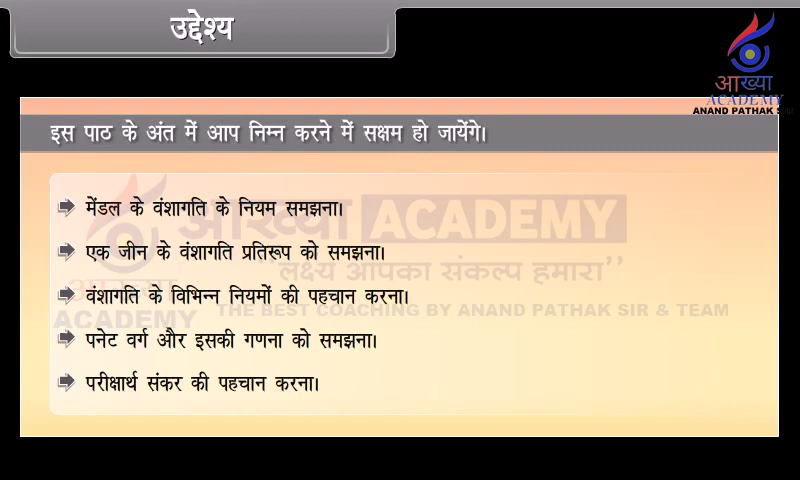 उद्देश्य
आख्या
ACADEMY
ANAND PATHAK SIR
इस पाठ के अंत में आप निम्न करने में सक्षम हो जायेंगे।
मेंडल के वंशागति के नियम समझना।
एक जीन के वंशागति प्रतिरूप को समझना।
वंशागति के विभिन्न नियमों की पहचान करना।
पनेट वर्ग और इसकी गणना को समझना।
परीक्षार्थ संकर की पहचान करना।
आख्या ACADEMY
"लक्ष्य आपका संकल्प हमारा"
THE BEST COACHING BY ANAND PATHAK SIR & TEAM
आख्या
ACADEMY